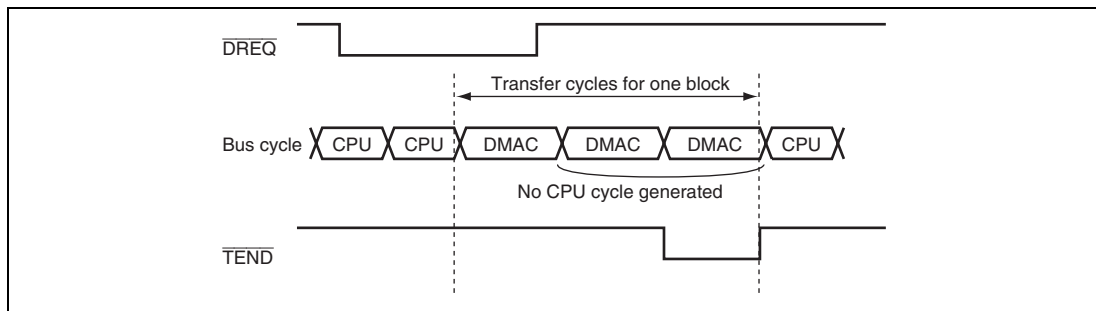 DREQ
Transfer cycles for one block
Bus cycle CPU CPU DMAC DMAC DMAC CPU
No CPU cycle generated
TEND